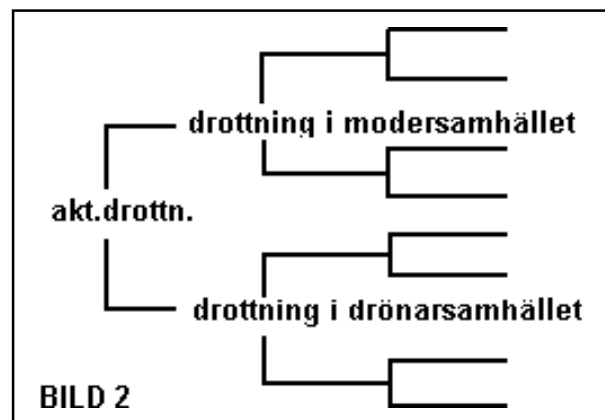 drottning i modersamhället
akt.drottn.
drottning i drönarsamhället
BILD 2